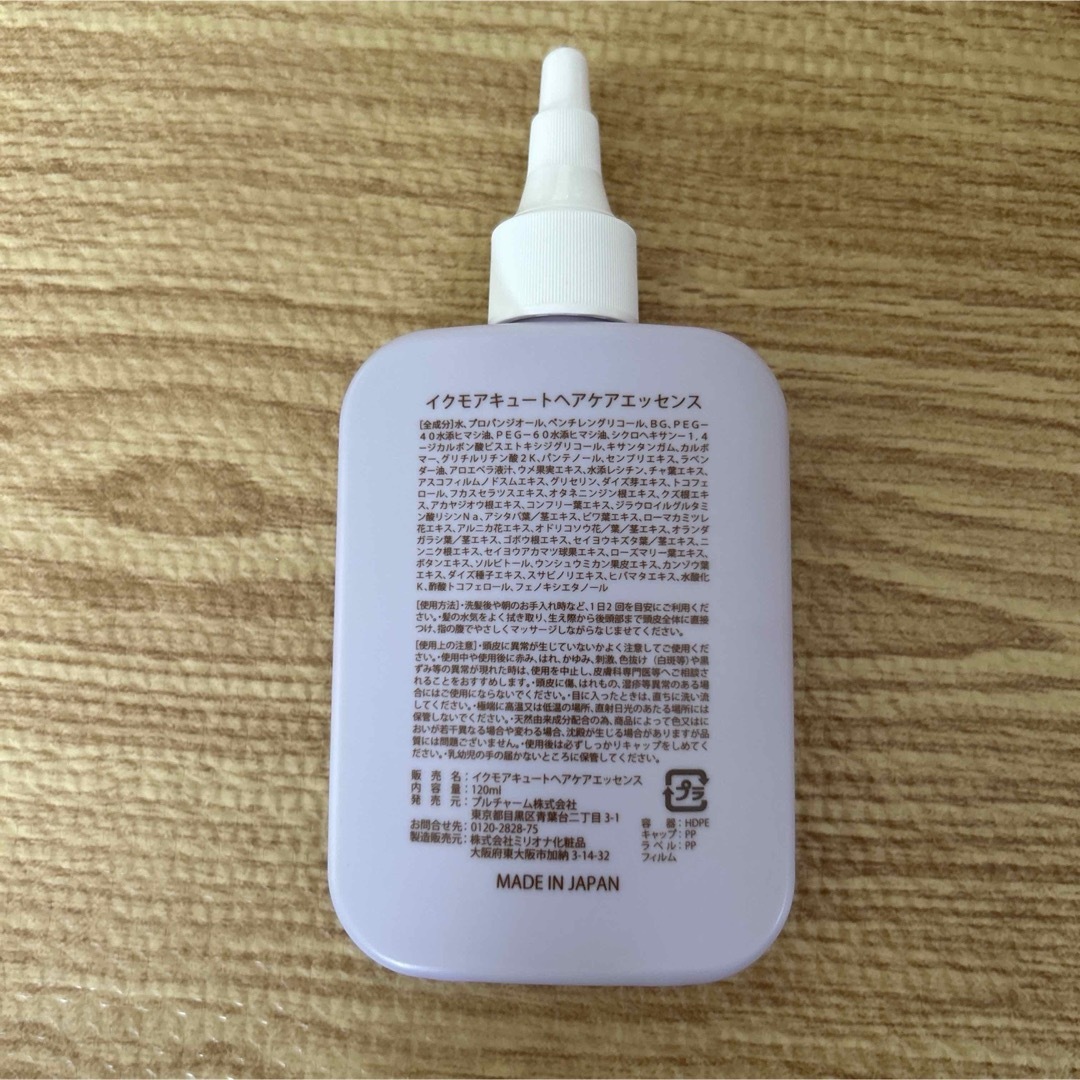 イクモアキュートヘアケアエッセンス
[全成分]水、プロパンジオール、ペンチレングリコール、BG、PEG-
40水添ヒマシ油、PEG-60水添ヒマシ油、シクロヘキサン-1,4
-ジカルボン酸ビスエトキシジグリコール、キサンタンガム、カルボ
マー、グリチルリチン酸2K、パンテノール、センブリエキス、ラベン
ダー油、アロエベラ液汁、ウメ果実エキス、水添レシチン、チャ葉エキス、
アスコフィルムノドスムエキス、グリセリン、ダイズ芽エキス、トコフェ
ロール、フカスセラツスエキス、オタネニンジン根エキス、クズ根エキ
ス、アカヤジオウ根エキス、コンフリー葉エキス、ジラウロイルグルタミ
ン酸リシンNa、アシタバ葉/茎エキス、ビワ葉エキス、ローマカミツレ
花エキス、アルニカ花エキス、オドリコソウ花/葉/茎エキス、オランダ
ガラシ葉/茎エキス、ゴボウ根エキス、セイヨウキズタ葉/茎エキス、ニ
ンニク根エキス、セイヨウアカマツ球果エキス、ローズマリー葉エキス、
ボタンエキス、ソルビトール、ウンシュウミカン果皮エキス、カンゾウ葉
エキス、ダイズ種子エキス、スサビノリエキス、ヒバマタエキス、水酸化
K、酢酸トコフェロール、フェノキシエタノール
[使用方法]・洗髪後や朝のお手入れ時など、1日2回を目安にご利用くだ
さい。・髪の水気をよく拭き取り、生え際から後頭部まで頭皮全体に直接
つけ、指の腹でやさしくマッサージしながらなじませてください。
[使用上の注意]・頭皮に異常が生じていないかよく注意してご使用くだ
さい。・使用中や使用後に赤み、はれ、かゆみ、刺激、色抜け(白斑等)や黒
ずみ等の異常が現れた時は、使用を中止し、皮膚科専門医等へご相談さ
れることをおすすめします。・頭皮に傷、はれもの、湿疹等異常のある場
合にはご使用にならないでください。・目に入ったときは、直ちに洗い流
してください。・極端に高温又は低温の場所、直射日光のあたる場所には
保管しないでください。・天然由来成分配合の為、商品によって色又はに
おいが若干異なる場合や変わる場合、沈殿が生じる場合がありますが品
質には問題ございません。・使用後は必ずしっかりキャップをしめてくだ
さい。・乳幼児の手の届かないところに保管してください。
販売名:イクモアキュートヘアケアエッセンス
内容量:120ml
発売元:プルチャーム株式会社
東京都目黒区青葉台二丁目3-1
お問合せ先:0120-2828-75
製造販売元:株式会社ミリオナ化粧品
大阪府東大阪市加納3-14-32
プラ
容器:HDPE
キャップ:PP
ラベル:PP
フィルム
MADE IN JAPAN